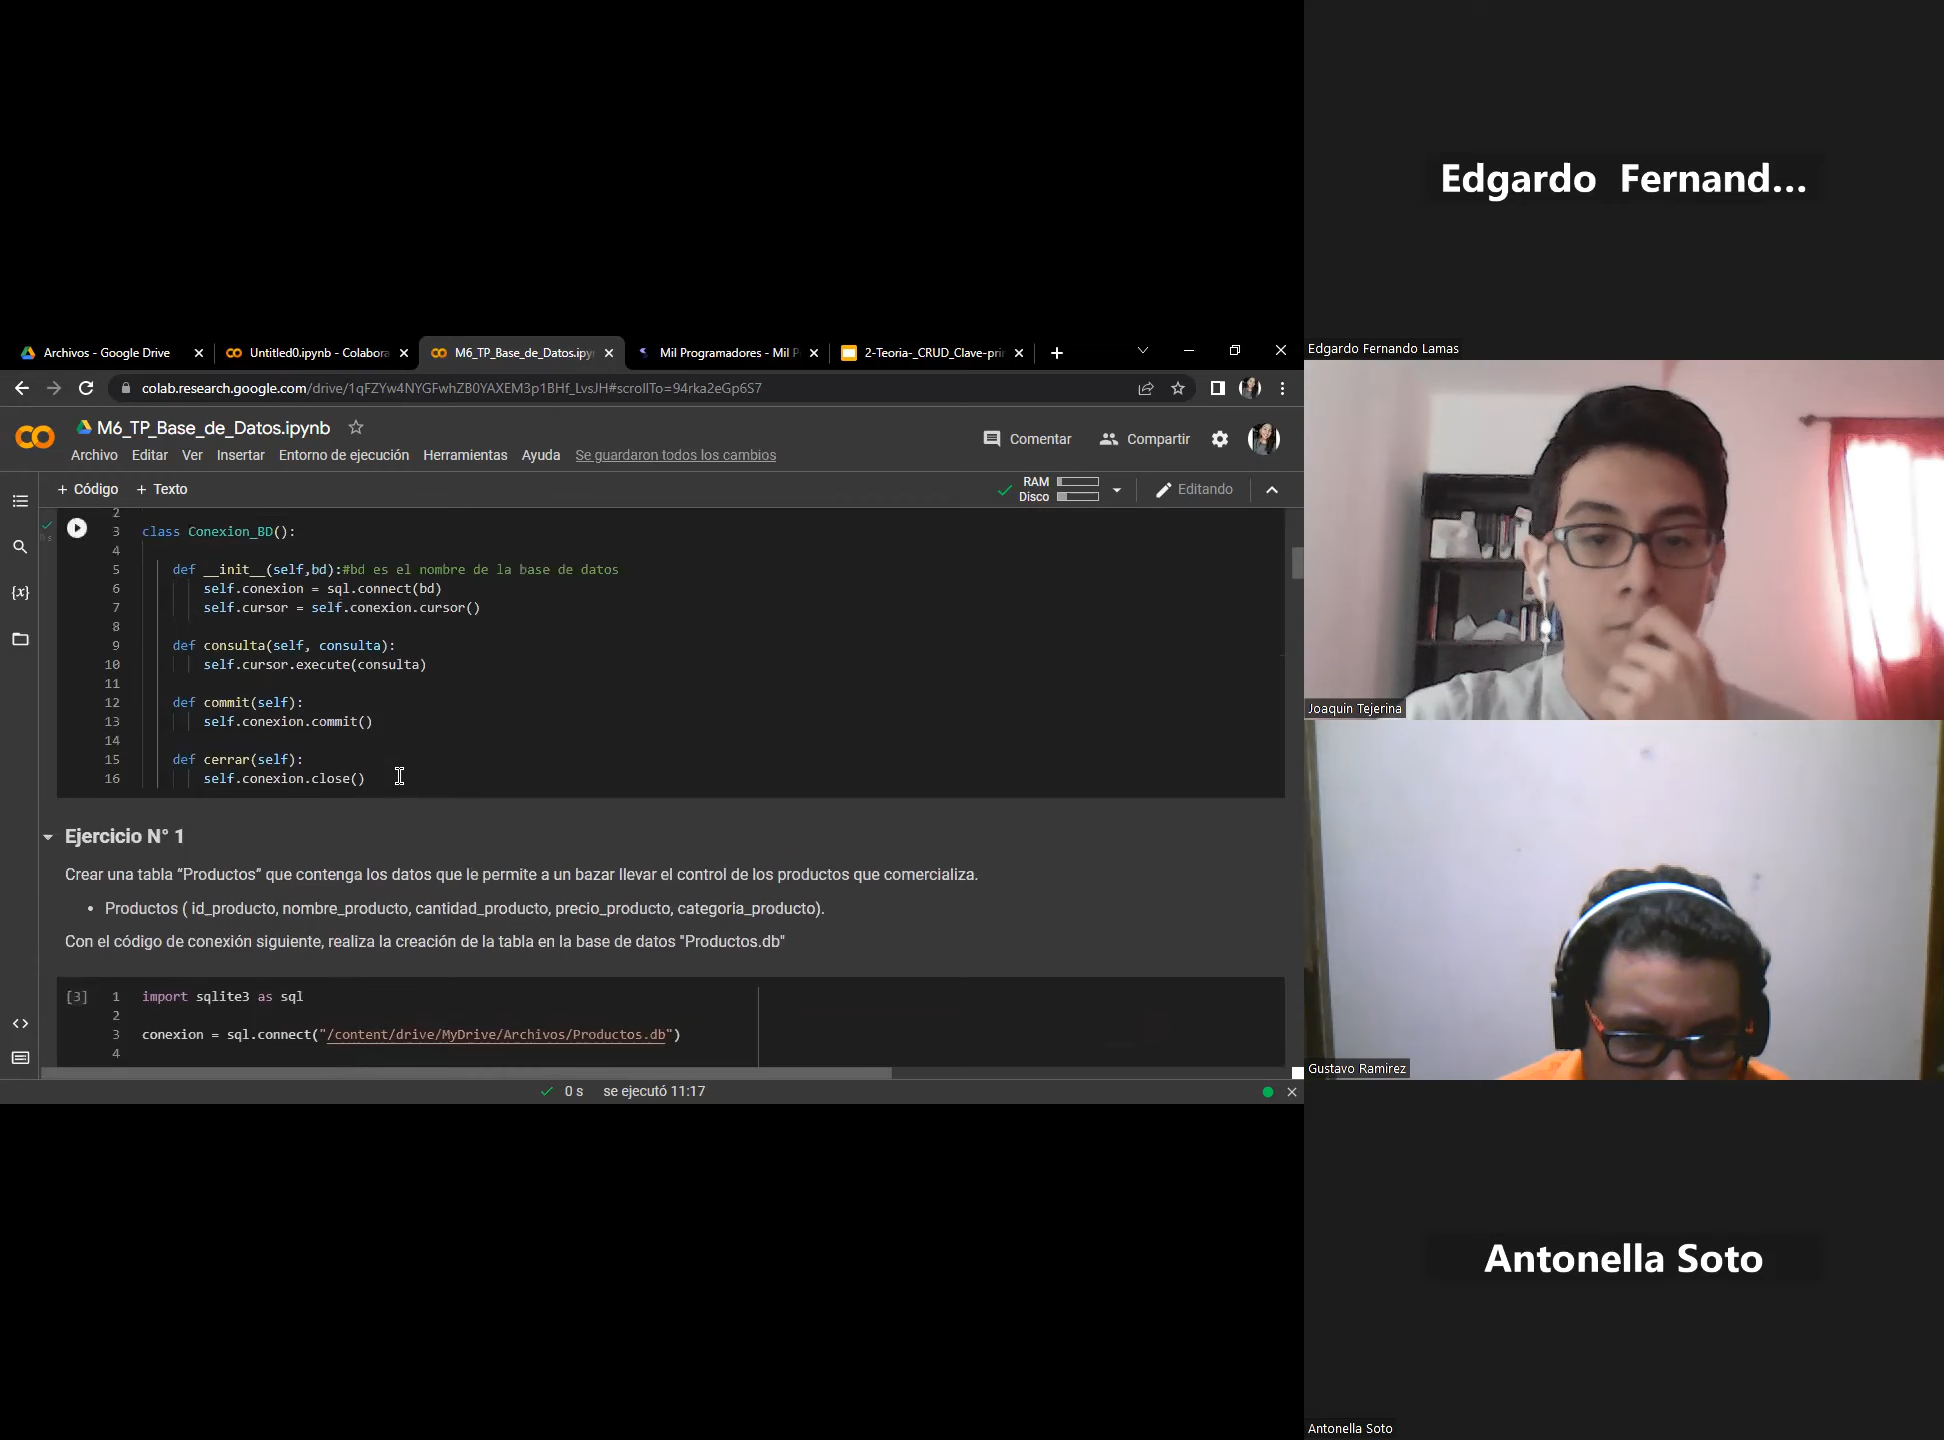 Archivos - Google Drive
Untitled0.ipynb - Colabora
M6_TP_Base_de_Datos.ipy
Mil Programadores - Mil P
2-Teoria-_CRUD_Clave-pri
colab.research.google.com/drive/1qFZYw4NYGFwhZB0YAXEM3p1BHf_LvsJH#scrollTo=94rka2eGp6S7
M6_TP_Base_de_Datos.ipynb
Comentar
Compartir
Archivo Editar Ver Insertar Entorno de ejecución Herramientas Ayuda Se guardaron todos los cambios
+ Código + Texto
RAM
Disco
Editando
2
3 class Conexion_BD():
4
5 def __init__(self,bd):#bd es el nombre de la base de datos
6 self.conexion = sql.connect(bd)
7 self.cursor = self.conexion.cursor()
8
9 def consulta(self, consulta):
10 self.cursor.execute(consulta)
11
12 def commit(self):
13 self.conexion.commit()
14
15 def cerrar(self):
16 self.conexion.close()
Ejercicio N° 1
Crear una tabla “Productos” que contenga los datos que le permite a un bazar llevar el control de los productos que comercializa.
• Productos ( id_producto, nombre_producto, cantidad_producto, precio_producto, categoria_producto).
Con el código de conexión siguiente, realiza la creación de la tabla en la base de datos "Productos.db"
[3] 1 import sqlite3 as sql
2
3 conexion = sql.connect("/content/drive/MyDrive/Archivos/Productos.db")
4
0 s se ejecutó 11:17
Edgardo Fernand...
Edgardo Fernando Lamas
Joaquin Tejerina
Gustavo Ramirez
Antonella Soto
Antonella Soto